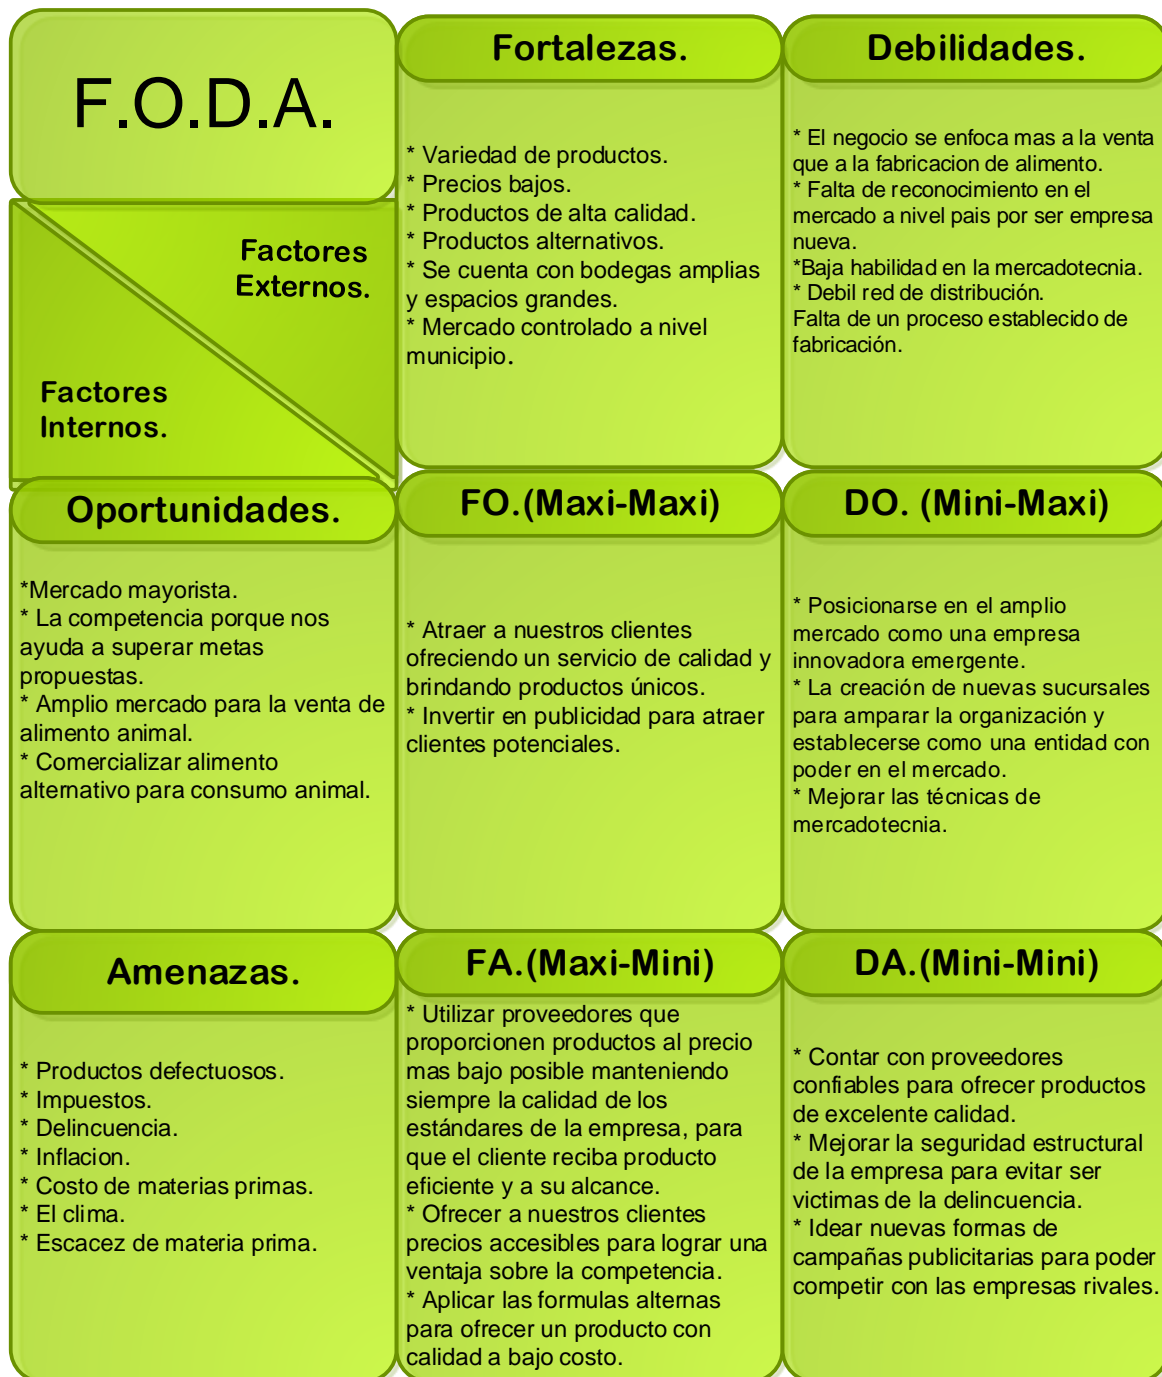 F.O.D.A.
Factores
Externos.
Factores
Internos.
Fortalezas.
* Variedad de productos.
* Precios bajos.
* Productos de alta calidad.
* Productos alternativos.
* Se cuenta con bodegas amplias
y espacios grandes.
* Mercado controlado a nivel
municipio.
Debilidades.
* El negocio se enfoca mas a la venta
que a la fabricacion de alimento.
* Falta de reconocimiento en el
mercado a nivel pais por ser empresa
nueva.
*Baja habilidad en la mercadotecnia.
* Debil red de distribución.
Falta de un proceso establecido de
fabricación.
Oportunidades.
*Mercado mayorista.
* La competencia porque nos
ayuda a superar metas
propuestas.
* Amplio mercado para la venta de
alimento animal.
* Comercializar alimento
alternativo para consumo animal.
FO.(Maxi-Maxi)
* Atraer a nuestros clientes
ofreciendo un servicio de calidad y
brindando productos únicos.
* Invertir en publicidad para atraer
clientes potenciales.
DO. (Mini-Maxi)
* Posicionarse en el amplio
mercado como una empresa
innovadora emergente.
* La creación de nuevas sucursales
para amparar la organización y
establecerse como una entidad con
poder en el mercado.
* Mejorar las técnicas de
mercadotecnia.
Amenazas.
* Productos defectuosos.
* Impuestos.
* Delincuencia.
* Inflacion.
* Costo de materias primas.
* El clima.
* Escacez de materia prima.
FA.(Maxi-Mini)
* Utilizar proveedores que
proporcionen productos al precio
mas bajo posible manteniendo
siempre la calidad de los
estándares de la empresa, para
que el cliente reciba producto
eficiente y a su alcance.
* Ofrecer a nuestros clientes
precios accesibles para lograr una
ventaja sobre la competencia.
* Aplicar las formulas alternas
para ofrecer un producto con
calidad a bajo costo.
DA.(Mini-Mini)
* Contar con proveedores
confiables para ofrecer productos
de excelente calidad.
* Mejorar la seguridad estructural
de la empresa para evitar ser
victimas de la delincuencia.
* Idear nuevas formas de
campañas publicitarias para poder
competir con las empresas rivales.